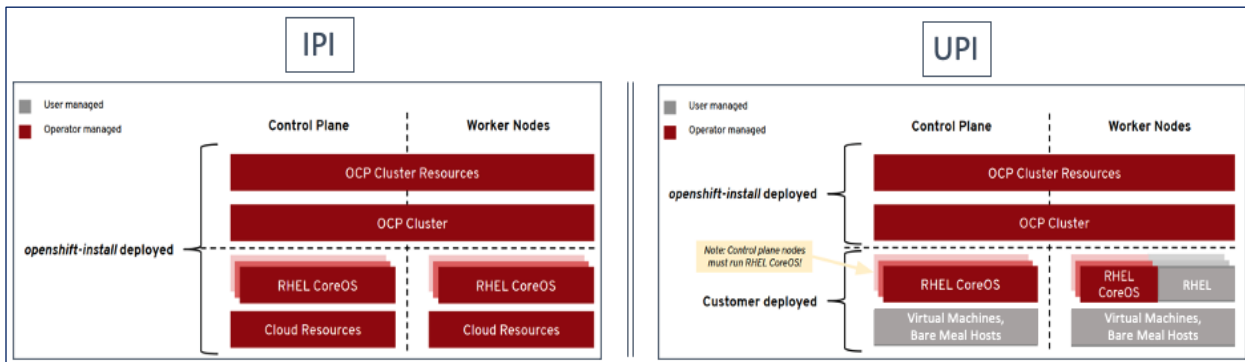 IPI
User managed
Operator managed
Control Plane
Worker Nodes
OCP Cluster Resources
OCP Cluster
openshift-install deployed
RHEL CoreOS
RHEL CoreOS
Cloud Resources
Cloud Resources
UPI
User managed
Operator managed
Control Plane
Worker Nodes
OCP Cluster Resources
openshift-install deployed
OCP Cluster
Note: Control plane nodes
must run RHEL CoreOS!
Customer deployed
RHEL CoreOS
RHEL
CoreOS
RHEL
Virtual Machines,
Bare Meal Hosts
Virtual Machines,
Bare Meal Hosts